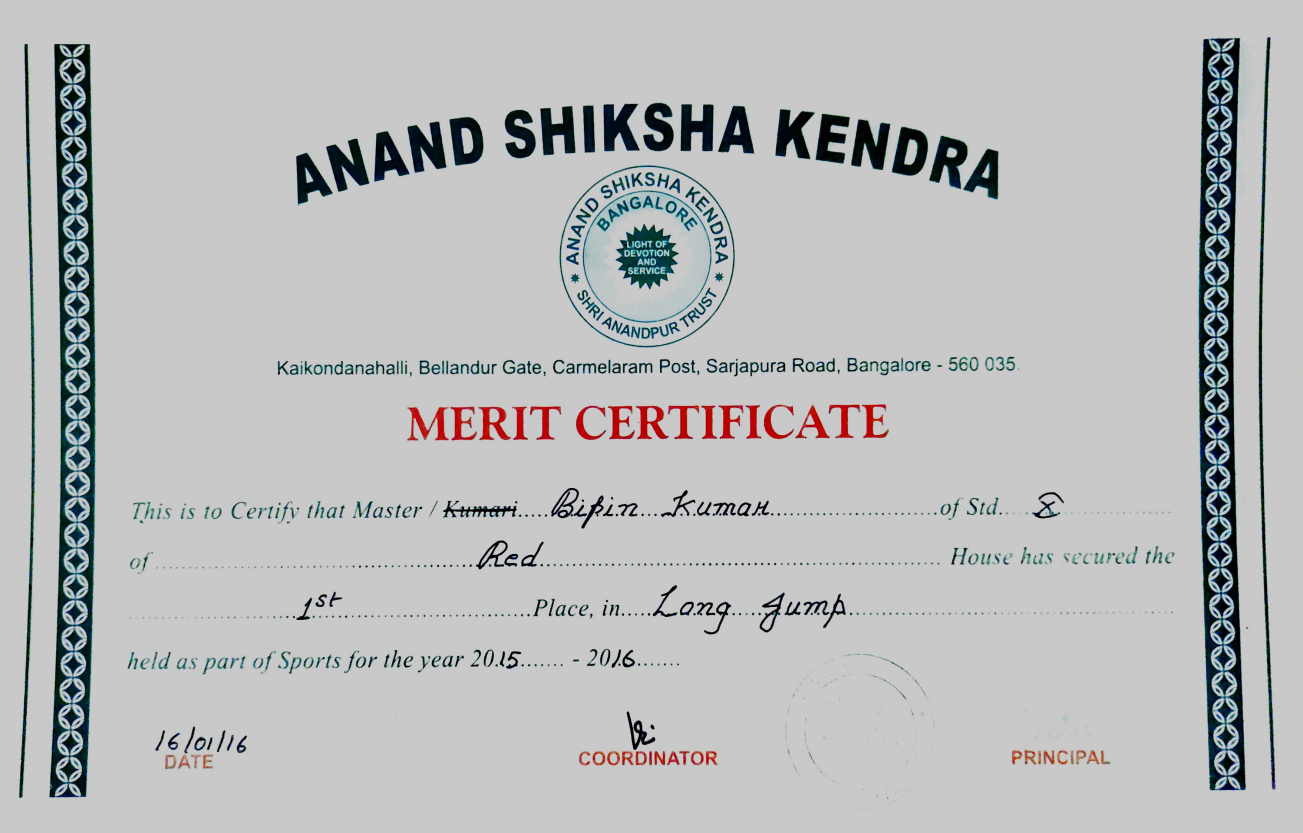 ANAND SHIKSHA KENDRA
ANAND SHIKSHA KENDRA
BANGALORE
LIGHT OF
DEVOTION
AND
SERVICE
SHRI ANANDPUR TRUST
Kaikondanahalli, Bellandur Gate, Carmelaram Post, Sarjapura Road, Bangalore - 560 035.
MERIT CERTIFICATE
This is to Certify that Master / Kumari.....Bipin...Kumar.....................................of Std.....X
of.....................................................Red..................................................................... House has secured the
1st.....................................Place, in.....Long....Jump
held as part of Sports for the year 20.15....... - 2016.......
16/01/16
DATE
COORDINATOR
PRINCIPAL